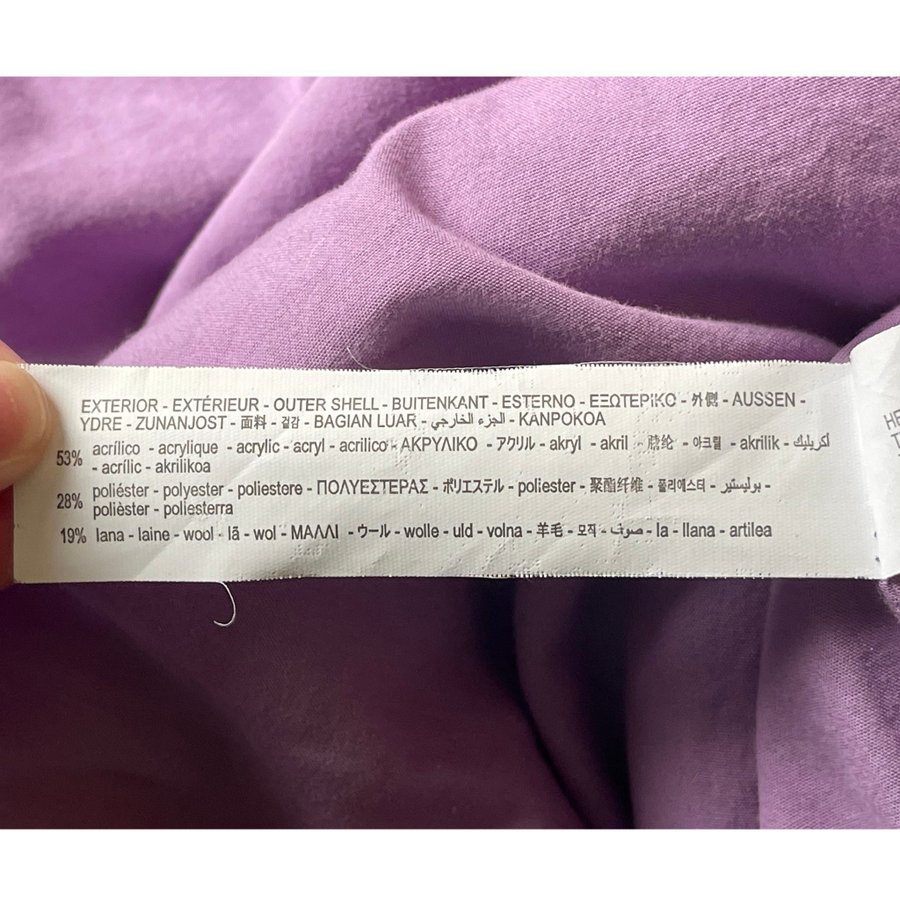 EXTERIOR - EXTÉRIEUR - OUTER SHELL - BUITENKANT - ESTERNO - ΕΞΩΤΕΡΙΚΟ - 外側 - AUSSEN -
YDRE - ZUNANJOST - 面料 - 겉감 - BAGIAN LUAR - الجزء الخارجي - KANPOKOA
53% acrílico - acrylique - acrylic - acryl - acrilico - ΑΚΡΥΛΙΚΟ - アクリル - akryl - akril - 腈纶 - 아크릴 - akrilik - أكريليك
- acrílic - akrilikoa
28% poliéster - polyester - poliestere - ΠΟΛΥΕΣΤΕΡΑΣ - ポリエステル - poliester - 聚酯纤维 - 폴리에스터 - بوليستير -
polièster - poliesterra
19% lana - laine - wool - lã - wol - ΜΑΛΛΙ - ウール - wolle - uld - volna - 羊毛 - 모직 - صوف - la - llana - artilea
HE